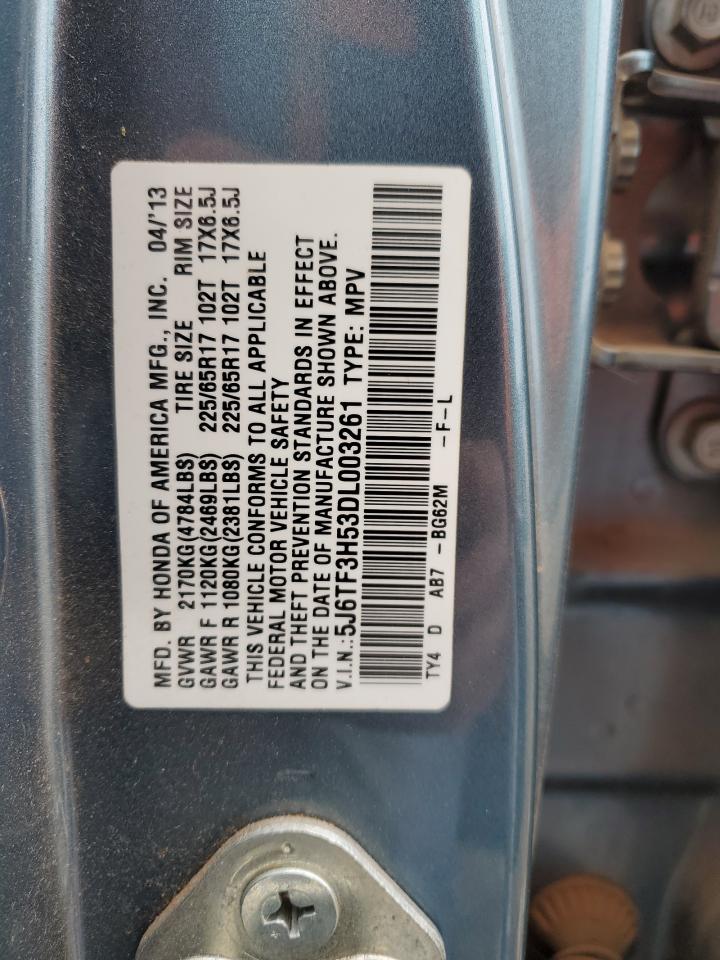 MFD. BY HONDA OF AMERICA MFG., INC. 04/'13
GVWR 2170KG(4784LBS) TIRE SIZE RIM SIZE
GAWR F 1120KG(2469LBS) 225/65R17 102T 17X6.5J
GAWR R 1080KG(2381LBS) 225/65R17 102T 17X6.5J
THIS VEHICLE CONFORMS TO ALL APPLICABLE
FEDERAL MOTOR VEHICLE SAFETY
AND THEFT PREVENTION STANDARDS IN EFFECT
ON THE DATE OF MANUFACTURE SHOWN ABOVE.
V.I.N.: 5J6TF3H53DL003261 TYPE: MPV
TY4 D AB7 -BG62M -F-L